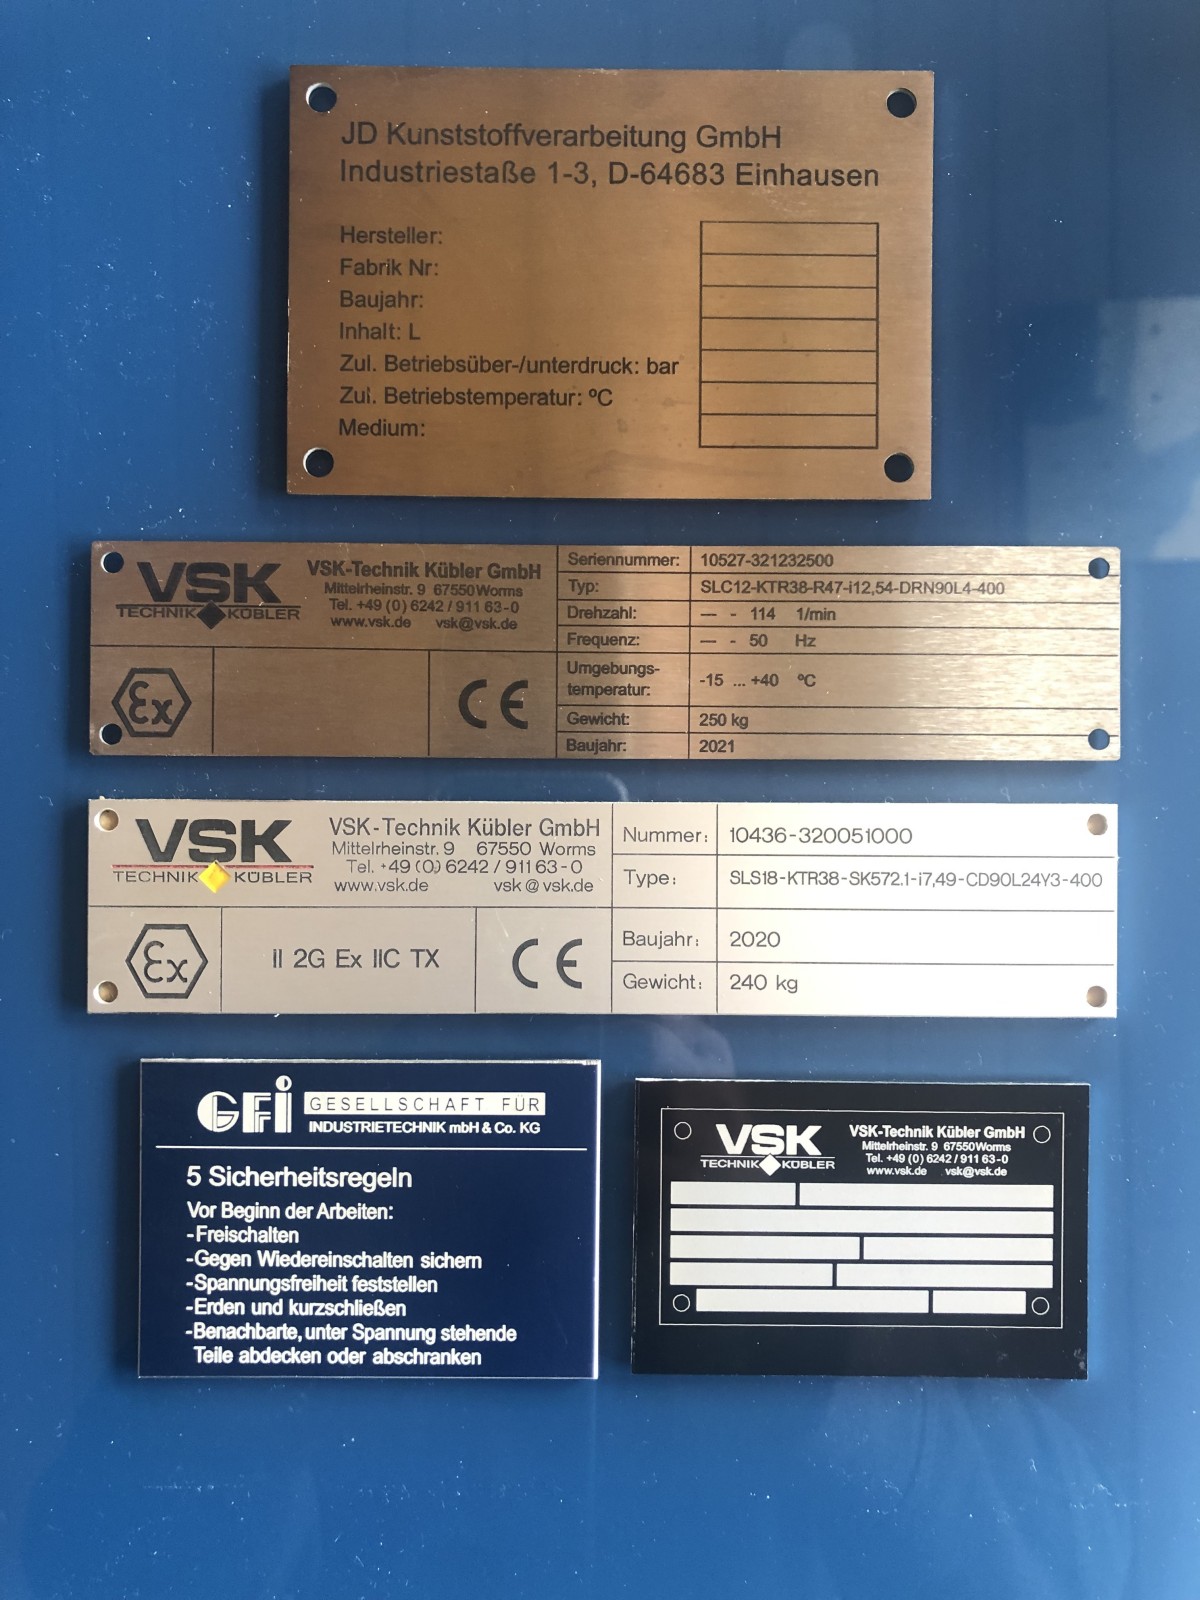 JD Kunststoffverarbeitung GmbH
Industriestaße 1-3, D-64683 Einhausen
Hersteller:
Fabrik Nr:
Baujahr:
Inhalt: L
Zul. Betriebsüber-/unterdruck: bar
Zul. Betriebstemperatur: ºC
Medium:
VSK
TECHNIK KÜBLER
VSK-Technik Kübler GmbH
Mittelrheinstr. 9 67550 Worms
Tel. +49 (0) 6242 / 911 63-0
www.vsk.de vsk@vsk.de
Ex
CE
Seriennummer: 10527-321232500
Typ: SLC12-KTR38-R47-i12,54-DRN90L4-400
Drehzahl: — - 114 1/min
Frequenz: — - 50 Hz
Umgebungs-
temperatur: -15 ... +40 ºC
Gewicht: 250 kg
Baujahr: 2021
VSK
TECHNIK KÜBLER
VSK-Technik Kübler GmbH
Mittelrheinstr. 9 67550 Worms
Tel. +49 (0) 6242 / 911 63-0
www.vsk.de vsk @ vsk.de
Ex
II 2G Ex IIC TX
CE
Nummer: 10436-320051000
Type: SLS18-KTR38-SK572.1-i7,49-CD90L24Y3-400
Baujahr: 2020
Gewicht: 240 kg
GFi GESELLSCHAFT FÜR
INDUSTRIETECHNIK mbH & Co. KG
5 Sicherheitsregeln
Vor Beginn der Arbeiten:
-Freischalten
-Gegen Wiedereinschalten sichern
-Spannungsfreiheit feststellen
-Erden und kurzschließen
-Benachbarte, unter Spannung stehende
Teile abdecken oder abschranken
VSK
TECHNIK KÜBLER
VSK-Technik Kübler GmbH
Mittelrheinstr. 9 67550 Worms
Tel. +49 (0) 6242 / 911 63-0
www.vsk.de vsk@vsk.de